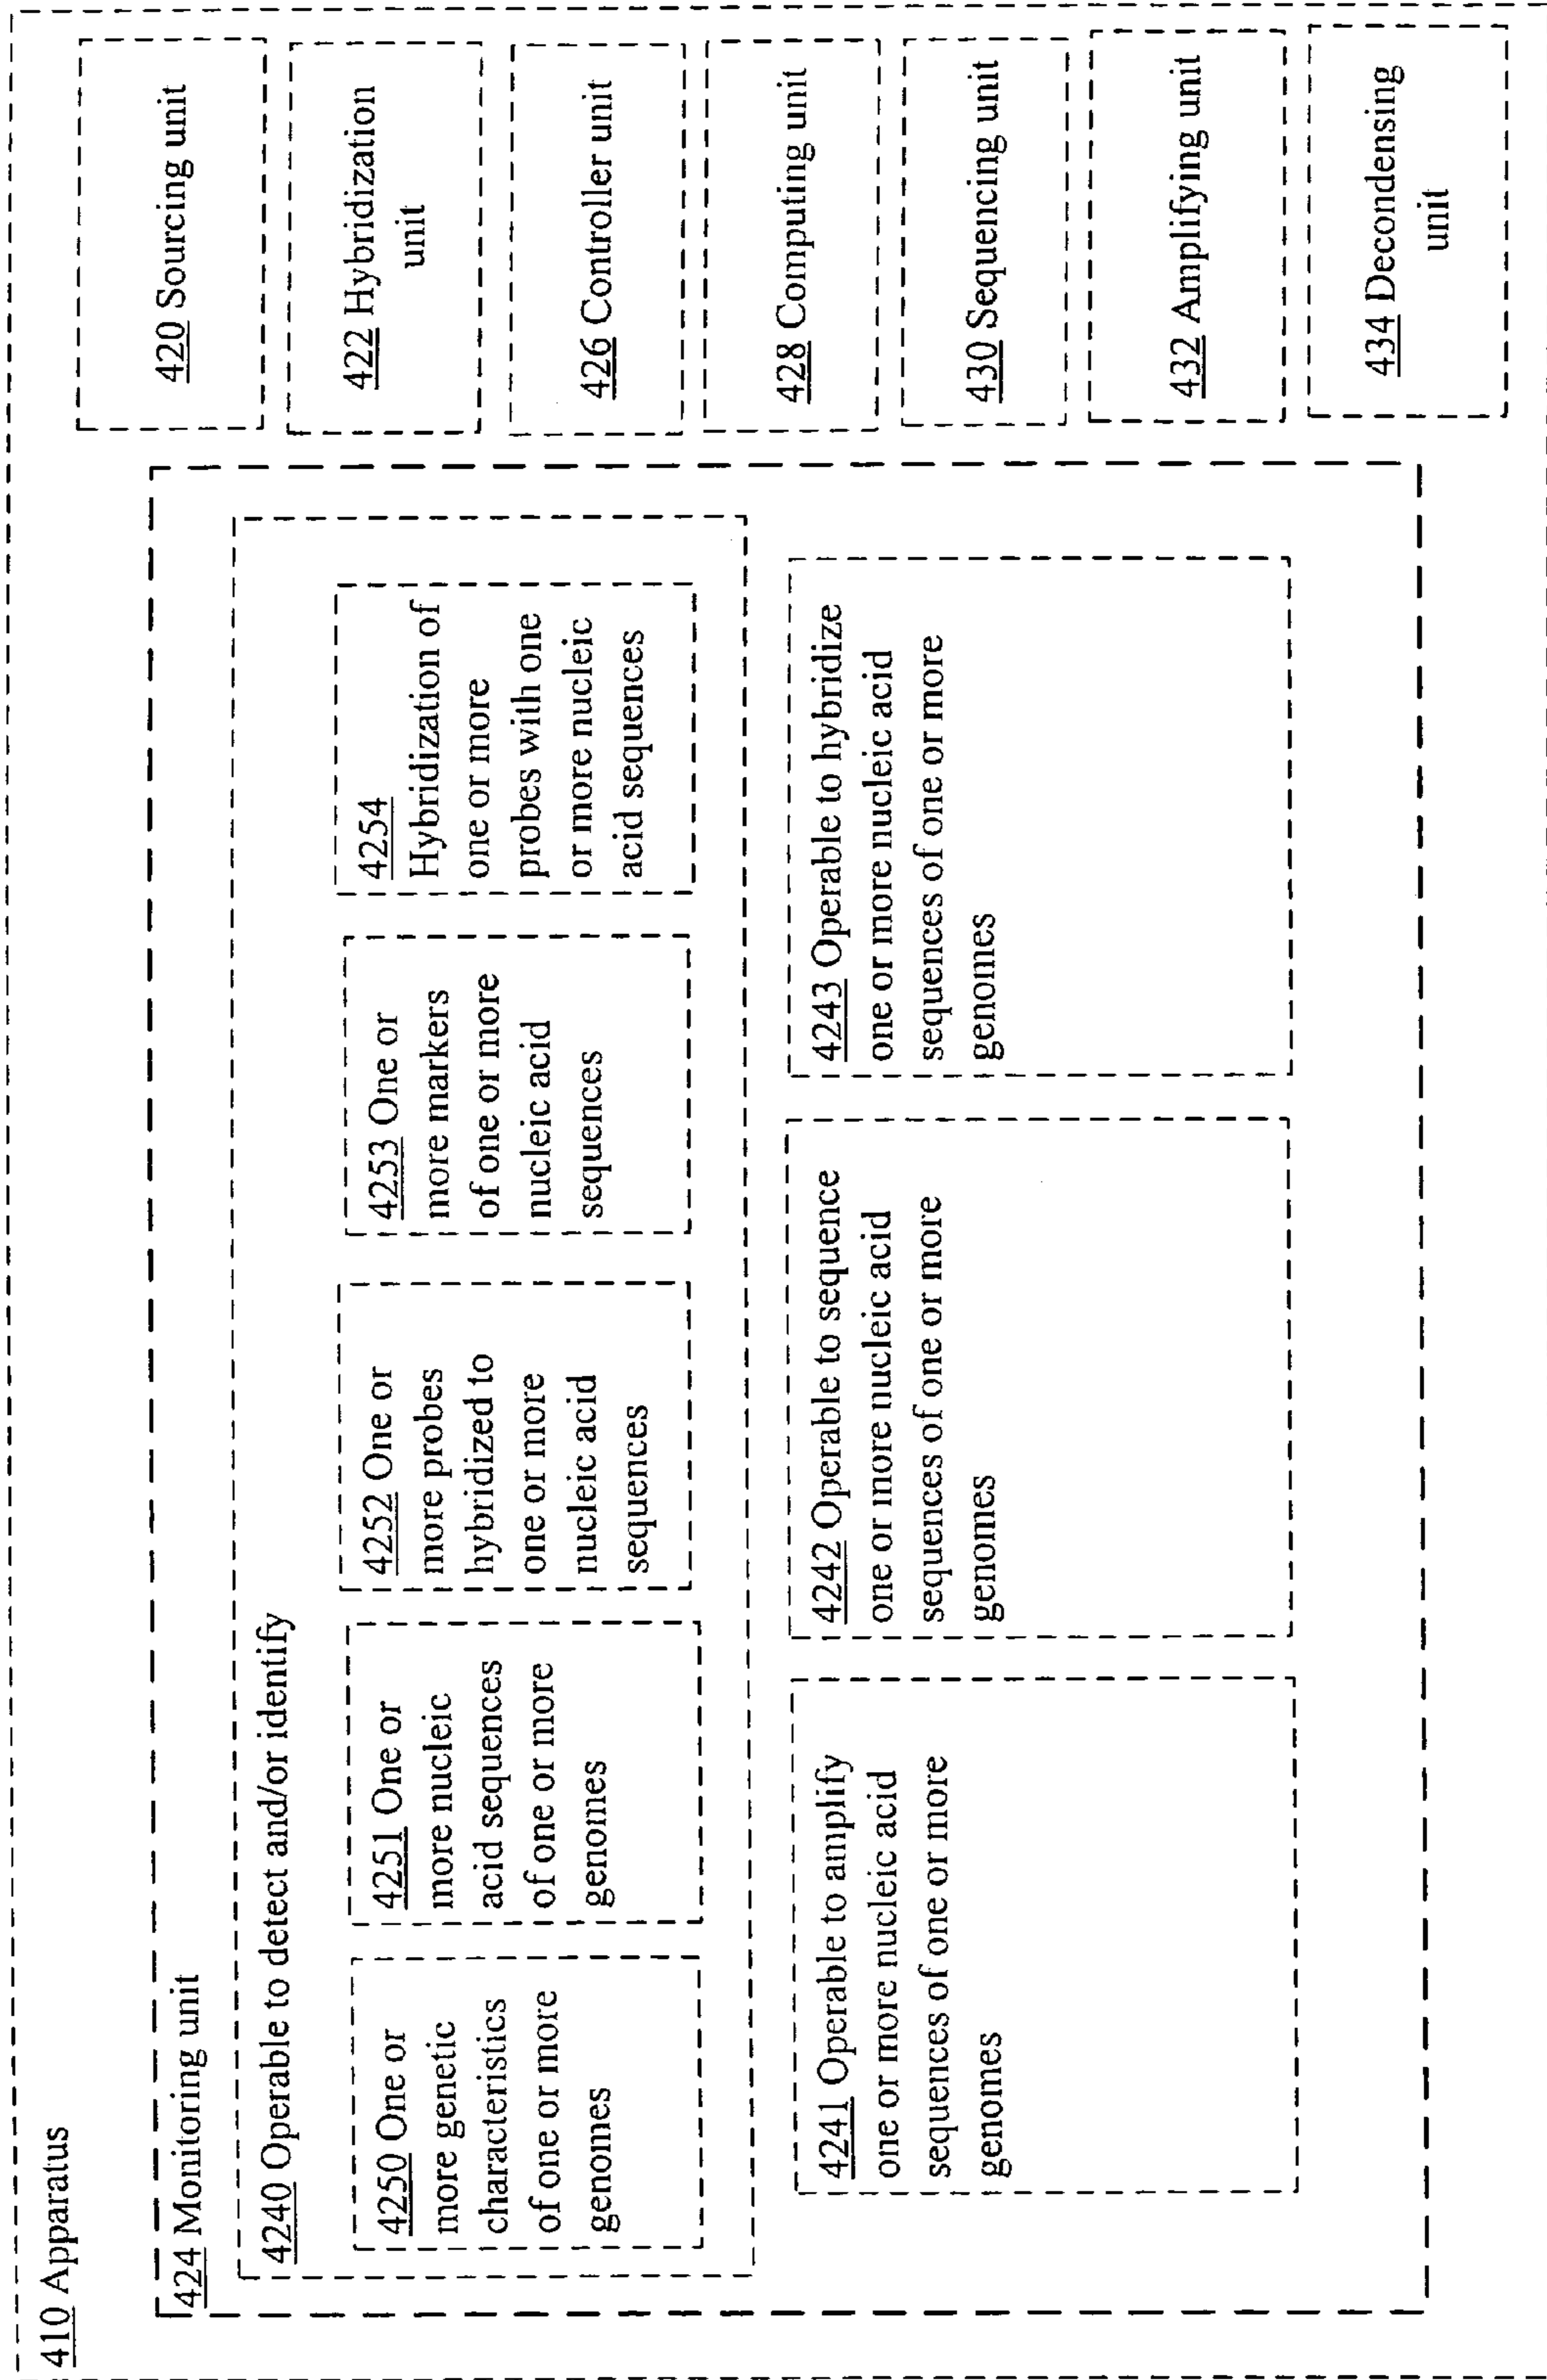 410 Apparatus
424 Monitoring unit
4240 Operable to detect and/or identify
4250 One or
more genetic
characteristics
of one or more
genomes
4251 One or
more nucleic
acid sequences
of one or more
genomes
4252 One or
more probes
hybridized to
one or more
nucleic acid
sequences
4253 One or
more markers
of one or more
nucleic acid
sequences
4254
Hybridization of
one or more
probes with one
or more nucleic
acid sequences
4241 Operable to amplify
one or more nucleic acid
sequences of one or more
genomes
4242 Operable to sequence
one or more nucleic acid
sequences of one or more
genomes
4243 Operable to hybridize
one or more nucleic acid
sequences of one or more
genomes
420 Sourcing unit
422 Hybridization
unit
426 Controller unit
428 Computing unit
430 Sequencing unit
432 Amplifying unit
434 Decondensing
unit